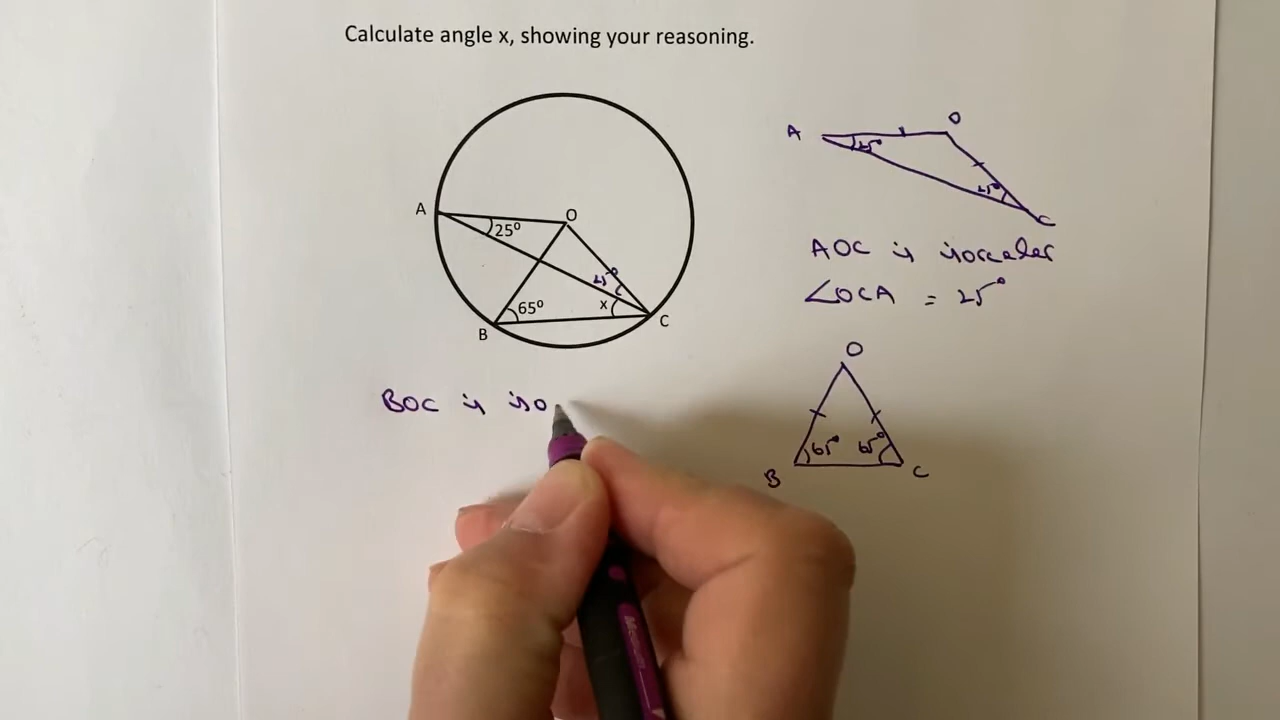 Calculate angle x, showing your reasoning.
A
O
25°
25°
65°
x
B
C
A
O
25°
25°
C
AOC is isosceles
∠OCA = 25°
O
65° 65°
B
C
BOC is iso